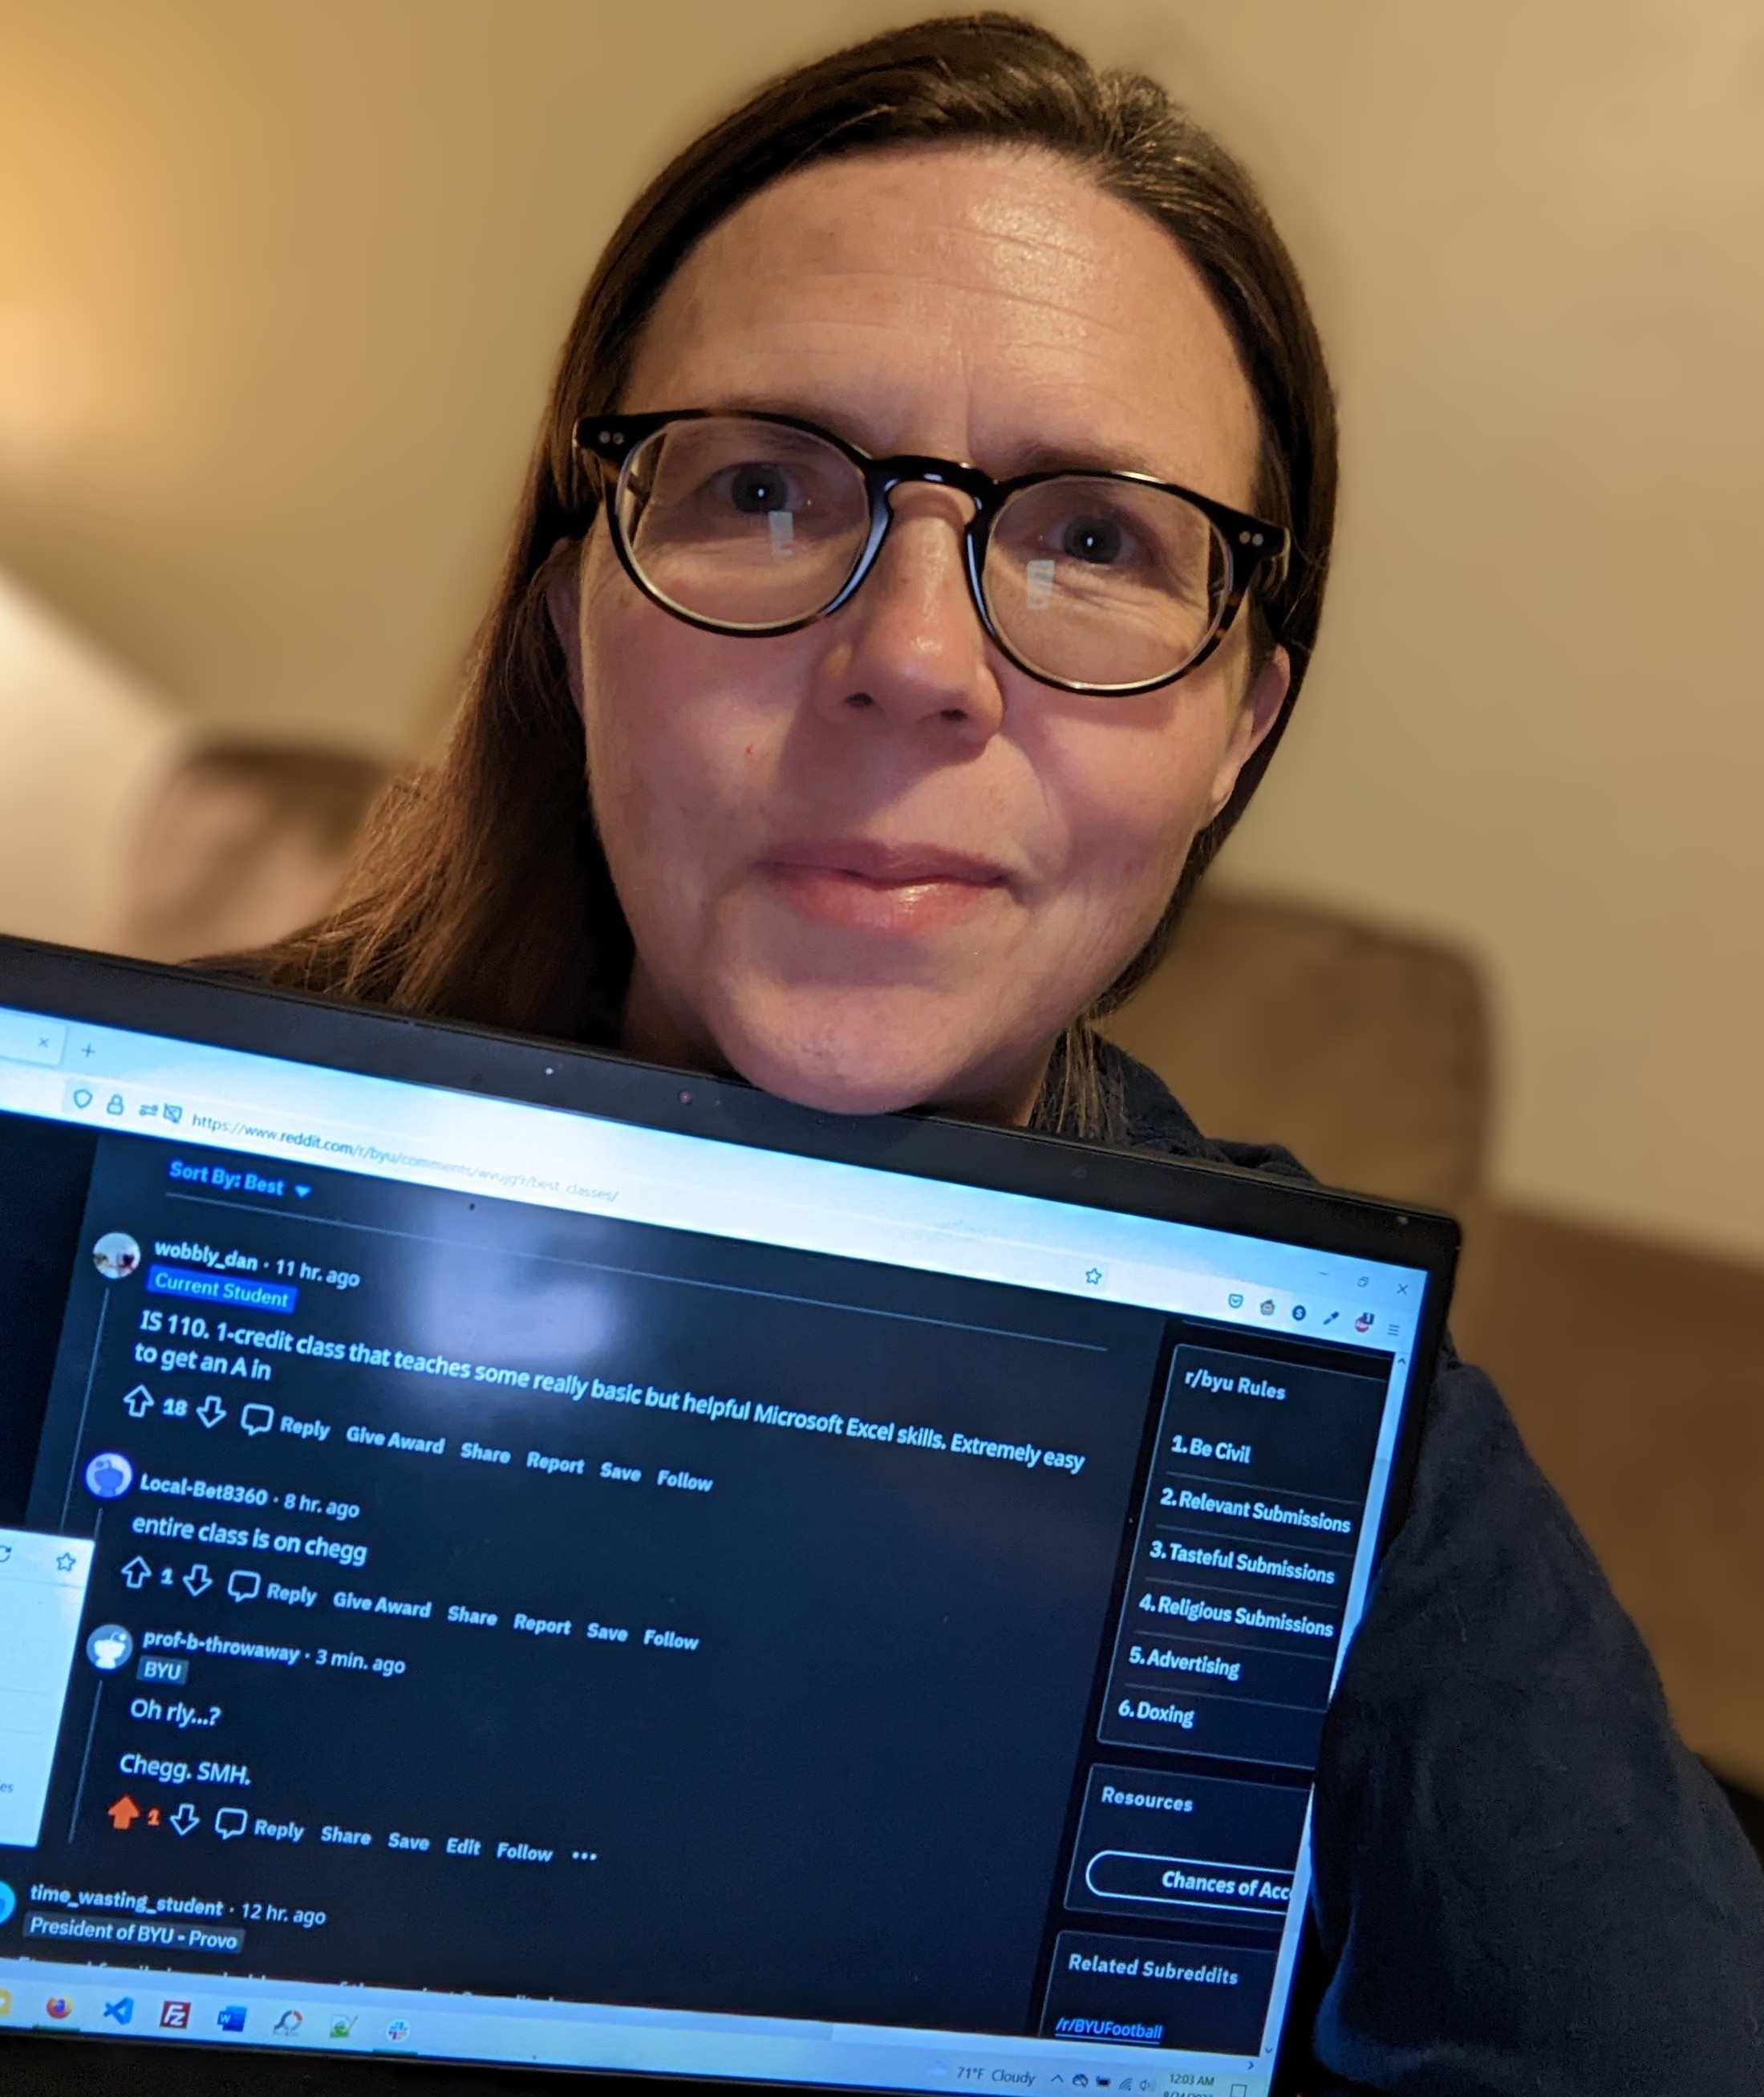 https://www.reddit.com/r/byu/comments/wvujg9/best_classes/
Sort By: Best
wobbly_dan · 11 hr. ago
Current Student
IS 110. 1-credit class that teaches some really basic but helpful Microsoft Excel skills. Extremely easy
to get an A in
18 Reply Give Award Share Report Save Follow
Local-Bet8360 · 8 hr. ago
entire class is on chegg
1 Reply Give Award Share Report Save Follow
prof-b-throwaway · 3 min. ago
BYU
Oh rly...?
Chegg. SMH.
1 Reply Share Save Edit Follow •••
time_wasting_student · 12 hr. ago
President of BYU - Provo
r/byu Rules
1. Be Civil
2. Relevant Submissions
3. Tasteful Submissions
4. Religious Submissions
5. Advertising
6. Doxing
Resources
Chances of Acc
Related Subreddits
/r/BYUFootball
71°F Cloudy
12:03 AM